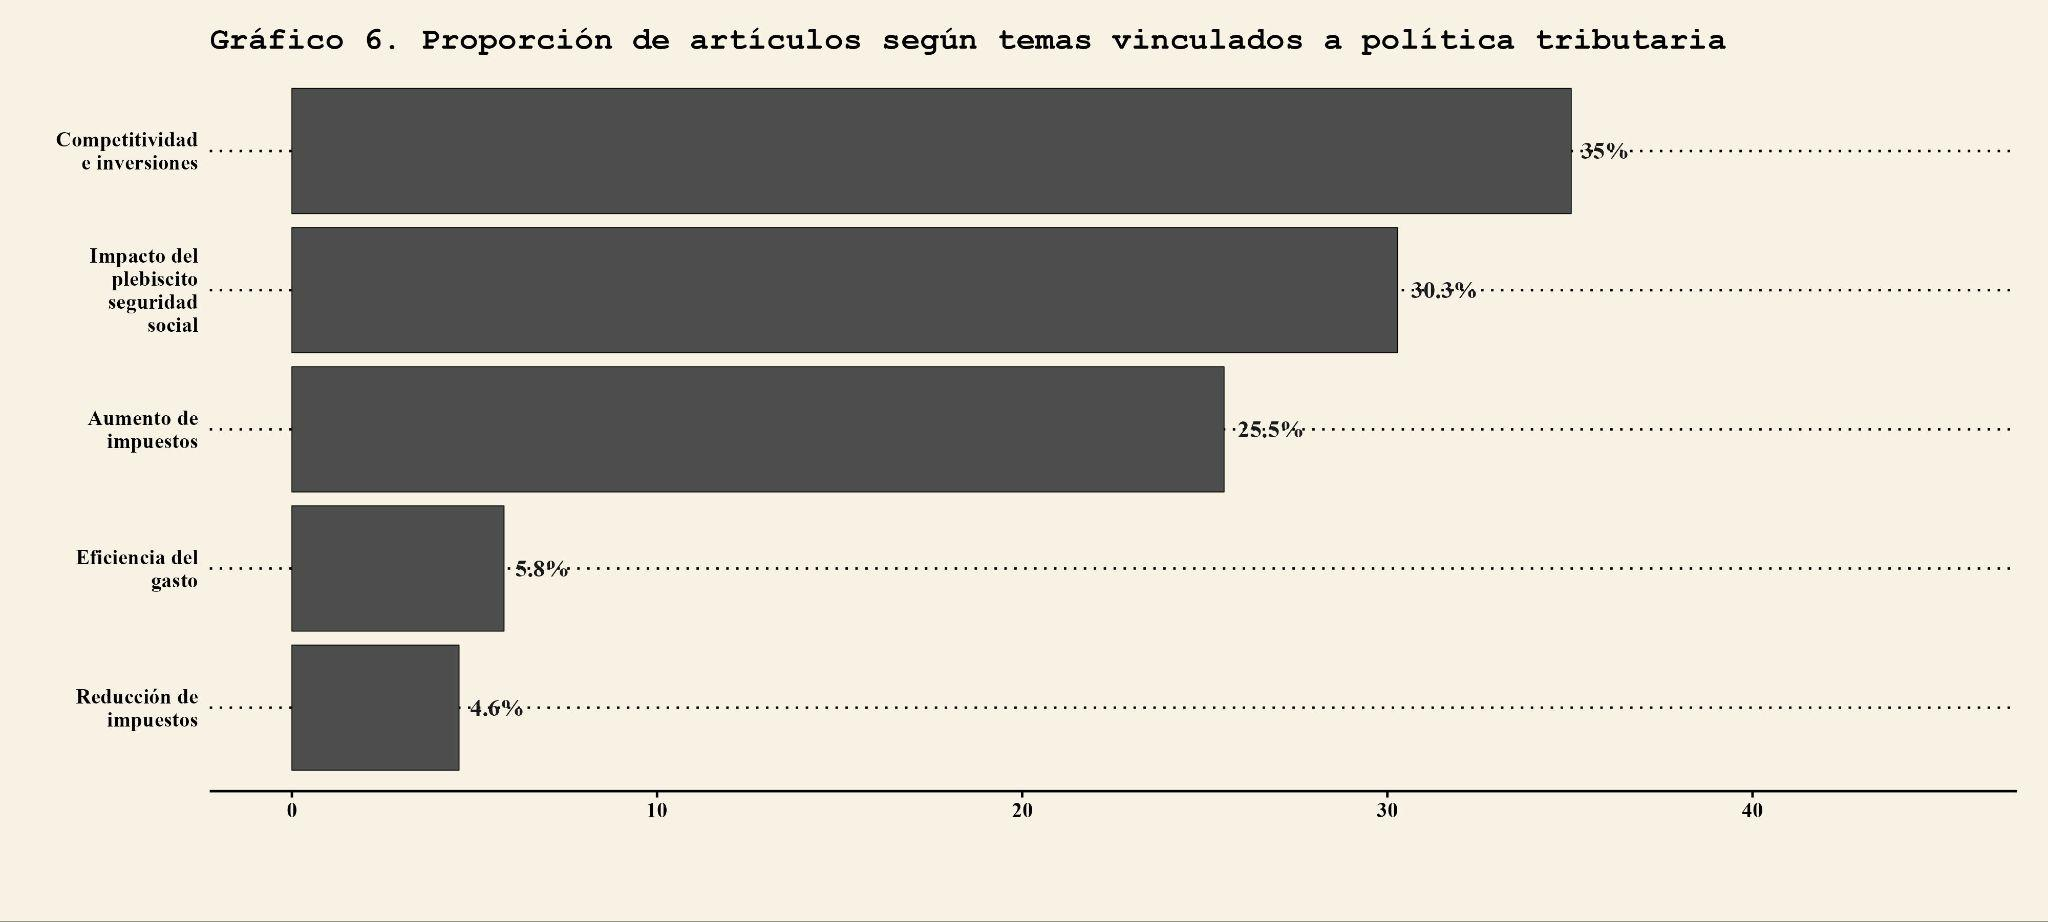 Gráfico 6. Proporción de artículos según temas vinculados a política tributaria
Competitividad
e inversiones
35%
Impacto del
plebiscito
seguridad
social
30.3%
Aumento de
impuestos
25.5%
Eficiencia del
gasto
5.8%
Reducción de
impuestos
4.6%
0 10 20 30 40